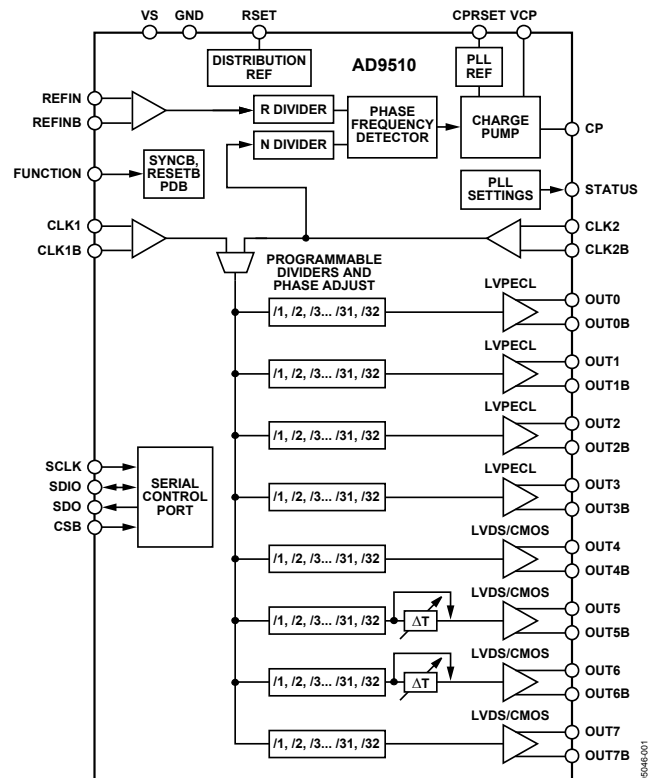 VS GND RSET CPRSET VCP
DISTRIBUTION
REF
AD9510
PLL
REF
REFIN
REFINB
R DIVIDER
N DIVIDER
PHASE
FREQUENCY
DETECTOR
CHARGE
PUMP
CP
FUNCTION
SYNCB,
RESETB
PDB
PLL
SETTINGS
STATUS
CLK1
CLK1B
CLK2
CLK2B
PROGRAMMABLE
DIVIDERS AND
PHASE ADJUST
LVPECL
/1, /2, /3... /31, /32
OUT0
OUT0B
LVPECL
/1, /2, /3... /31, /32
OUT1
OUT1B
LVPECL
/1, /2, /3... /31, /32
OUT2
OUT2B
SCLK
SDIO
SDO
CSB
SERIAL
CONTROL
PORT
LVPECL
/1, /2, /3... /31, /32
OUT3
OUT3B
LVDS/CMOS
/1, /2, /3... /31, /32
OUT4
OUT4B
LVDS/CMOS
/1, /2, /3... /31, /32
ΔT
OUT5
OUT5B
LVDS/CMOS
/1, /2, /3... /31, /32
ΔT
OUT6
OUT6B
LVDS/CMOS
/1, /2, /3... /31, /32
OUT7
OUT7B
05046-001